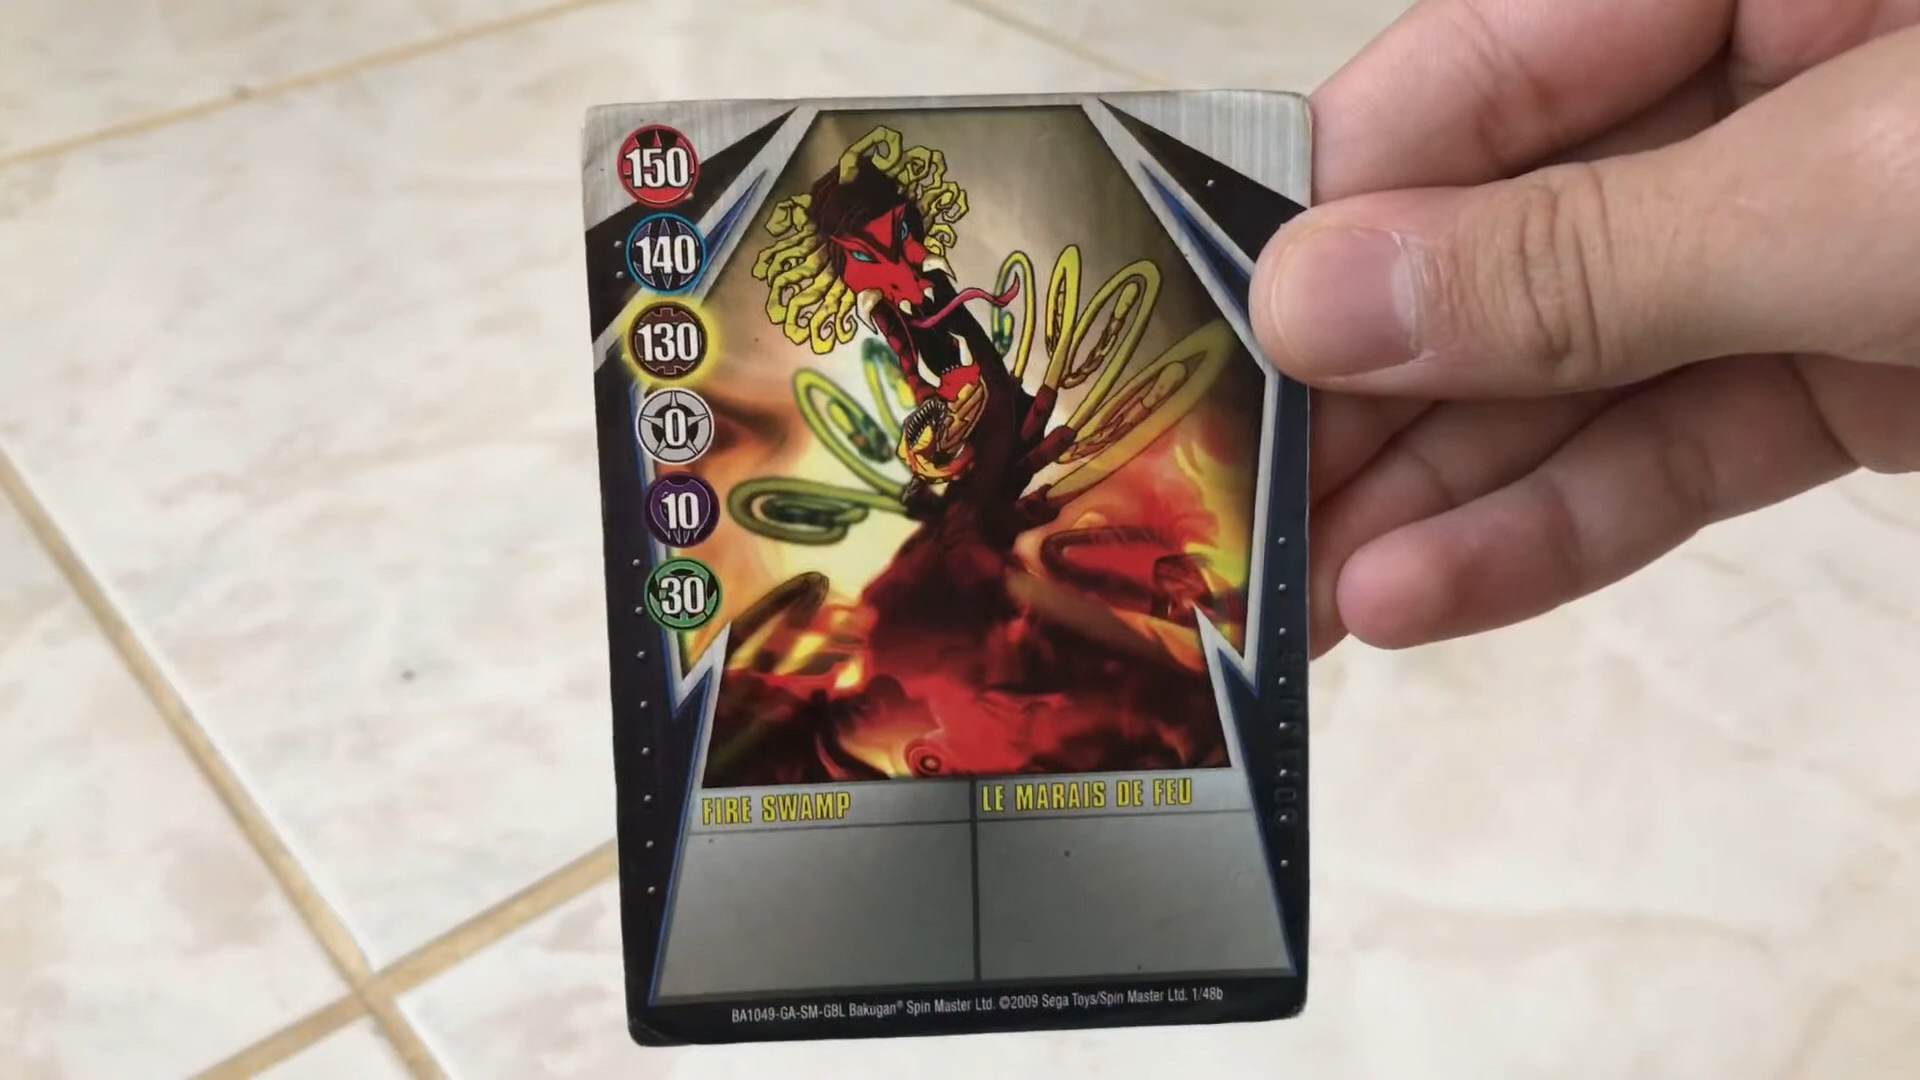 150
140
130
0
10
30
FIRE SWAMP
LE MARAIS DE FEU
BA1049-GA-SM-GBL Bakugan® Spin Master Ltd. ©2009 Sega Toys/Spin Master Ltd. 1/48b